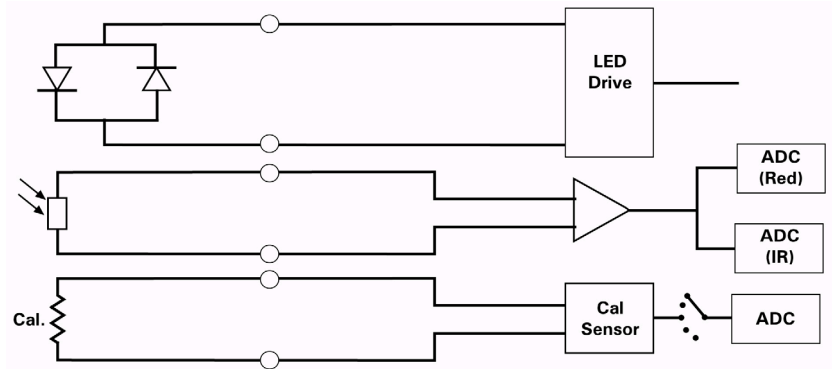 LED
Drive
ADC
(Red)
ADC
(IR)
Cal.
Cal
Sensor
ADC